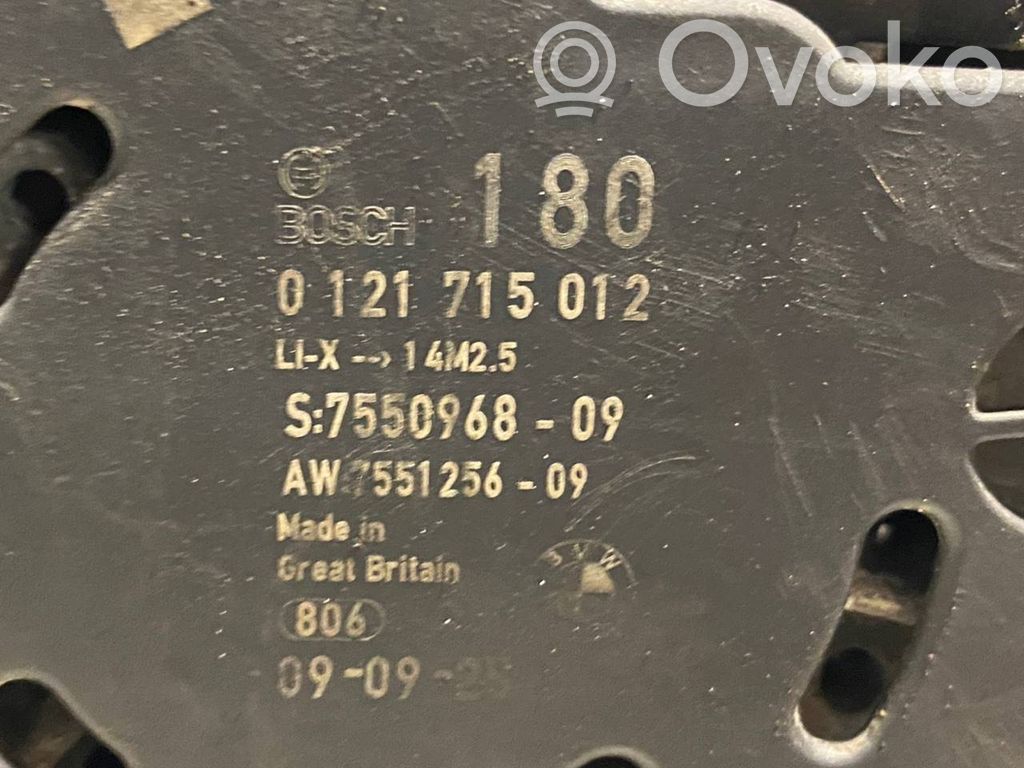 Ovoko
BOSCH 180
0 121 715 012
LI-X --> 14M2.5
S:7550968 - 09
AW 7551256 - 09
Made in
Great Britain
BMW
806
09-09-